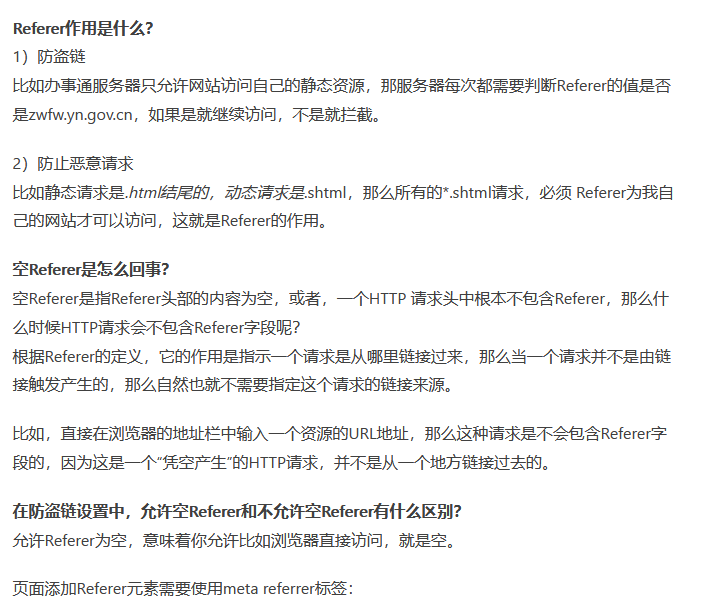 Referer作用是什么？
1）防盗链
比如办事通服务器只允许网站访问自己的静态资源，那服务器每次都需要判断Referer的值是否
是zwfw.yn.gov.cn，如果是就继续访问，不是就拦截。
2）防止恶意请求
比如静态请求是.html结尾的，动态请求是.shtml，那么所有的*.shtml请求，必须 Referer为我自
己的网站才可以访问，这就是Referer的作用。
空Referer是怎么回事？
空Referer是指Referer头部的内容为空，或者，一个HTTP 请求头中根本不包含Referer，那么什
么时候HTTP请求会不包含Referer字段呢？
根据Referer的定义，它的作用是指示一个请求是从哪里链接过来，那么当一个请求并不是由链
接触发产生的，那么自然也就不需要指定这个请求的链接来源。
比如，直接在浏览器的地址栏中输入一个资源的URL地址，那么这种请求是不会包含Referer字
段的，因为这是一个“凭空产生”的HTTP请求，并不是从一个地方链接过去的。
在防盗链设置中，允许空Referer和不允许空Referer有什么区别？
允许Referer为空，意味着你允许比如浏览器直接访问，就是空。
页面添加Referer元素需要使用meta referrer标签：